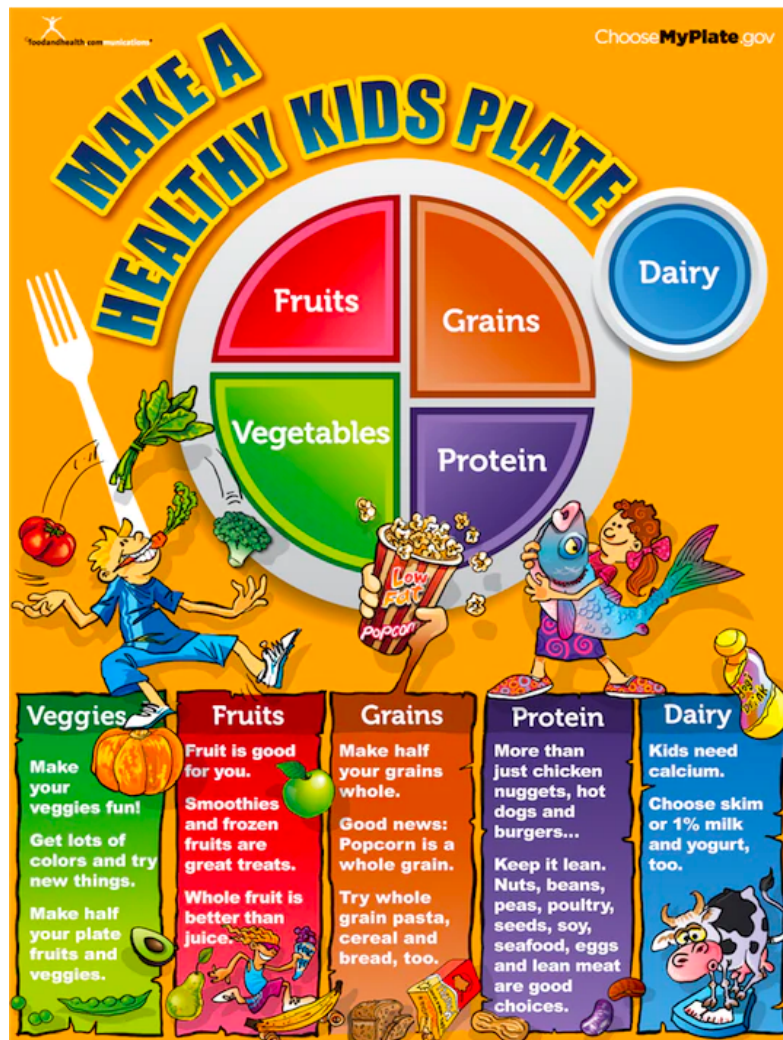 "foodandhealth communications"
ChooseMyPlate.gov
MAKE A
HEALTHY KIDS PLATE
Fruits
Grains
Dairy
Vegetables
Protein
Low
Fat
Popcorn
Veggies
Make
your
veggies fun!
Get lots of
colors and try
new things.
Make half
your plate
fruits and
veggies.
Fruits
Fruit is good
for you.
Smoothies
and frozen
fruits are
great treats.
Whole fruit is
better than
juice.
Grains
Make half
your grains
whole.
Good news:
Popcorn is a
whole grain.
Try whole
grain pasta,
cereal and
bread, too.
Protein
More than
just chicken
nuggets, hot
dogs and
burgers...
Keep it lean.
Nuts, beans,
peas, poultry,
seeds, soy,
seafood, eggs
and lean meat
are good
choices.
Dairy
Kids need
calcium.
Choose skim
or 1% milk
and yogurt,
too.